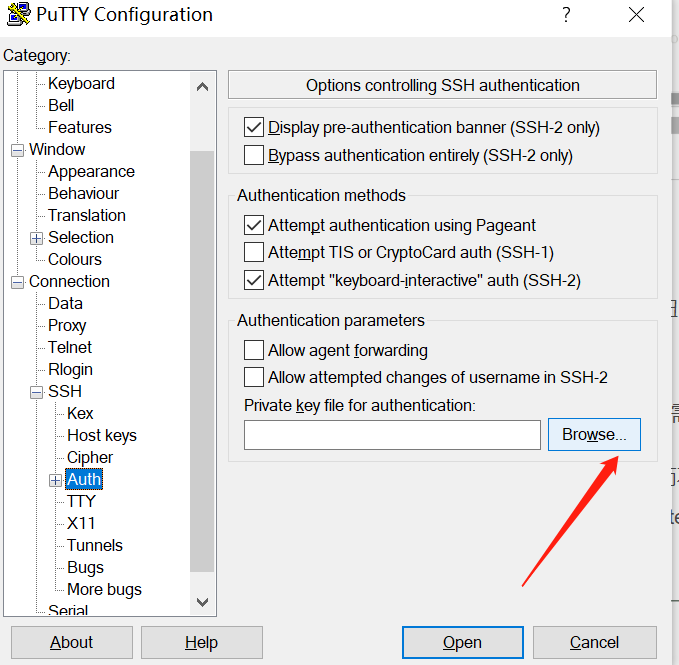 PuTTY Configuration
?
Category:
Keyboard
Bell
Features
Window
Appearance
Behaviour
Translation
Selection
Colours
Connection
Data
Proxy
Telnet
Rlogin
SSH
Kex
Host keys
Cipher
Auth
TTY
X11
Tunnels
Bugs
More bugs
Serial
Options controlling SSH authentication
Display pre-authentication banner (SSH-2 only)
Bypass authentication entirely (SSH-2 only)
Authentication methods
Attempt authentication using Pageant
Attempt TIS or CryptoCard auth (SSH-1)
Attempt "keyboard-interactive" auth (SSH-2)
Authentication parameters
Allow agent forwarding
Allow attempted changes of username in SSH-2
Private key file for authentication:
Browse...
About
Help
Open
Cancel